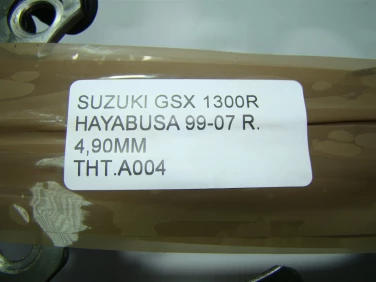 SUZUKI GSX 1300R
HAYABUSA 99-07 R.
4,90MM
THT.A004